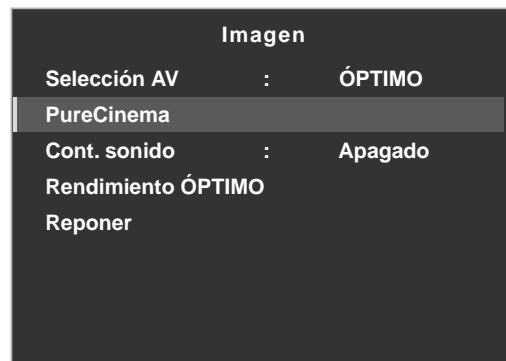 Imagen
Selección AV : ÓPTIMO
PureCinema
Cont. sonido : Apagado
Rendimiento ÓPTIMO
Reponer